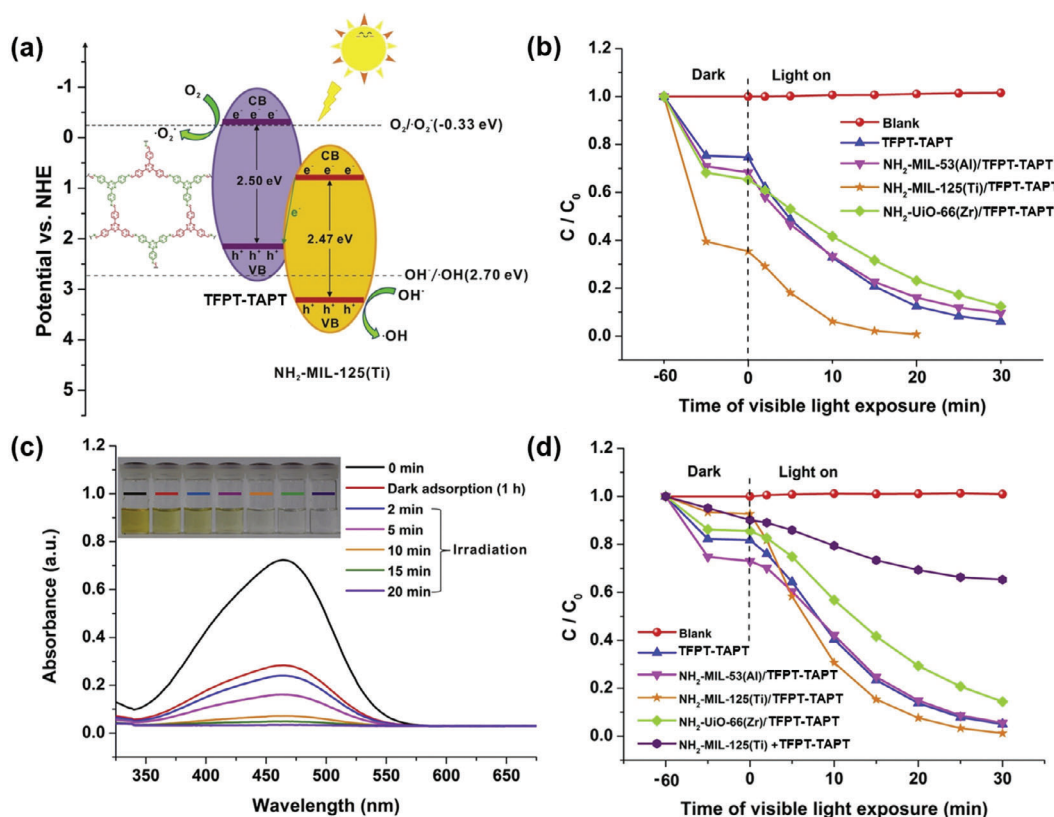 (a)
Potential vs. NHE
-1
0
1
2
3
4
5
O₂
·O₂⁻
CB
e⁻ e⁻ e⁻
2.50 eV
h⁺ h⁺ h⁺
VB
TFPT-TAPT
e⁻
CB
e⁻ e⁻ e⁻
2.47 eV
h⁺ h⁺ h⁺
VB
NH₂-MIL-125(Ti)
O₂/·O₂⁻(-0.33 eV)
OH⁻/·OH(2.70 eV)
OH⁻
·OH
(b)
C / C₀
1.2
1.0
0.8
0.6
0.4
0.2
0.0
Dark
Light on
Blank
TFPT-TAPT
NH₂-MIL-53(Al)/TFPT-TAPT
NH₂-MIL-125(Ti)/TFPT-TAPT
NH₂-UiO-66(Zr)/TFPT-TAPT
-60 0 10 20 30
Time of visible light exposure (min)
(c)
Absorbance (a.u.)
1.2
1.0
0.8
0.6
0.4
0.2
0.0
0 min
Dark adsorption (1 h)
2 min
5 min
10 min
15 min
20 min
Irradiation
350 400 450 500 550 600 650
Wavelength (nm)
(d)
C / C₀
1.2
1.0
0.8
0.6
0.4
0.2
0.0
Dark
Light on
Blank
TFPT-TAPT
NH₂-MIL-53(Al)/TFPT-TAPT
NH₂-MIL-125(Ti)/TFPT-TAPT
NH₂-UiO-66(Zr)/TFPT-TAPT
NH₂-MIL-125(Ti) +TFPT-TAPT
-60 0 10 20 30
Time of visible light exposure (min)